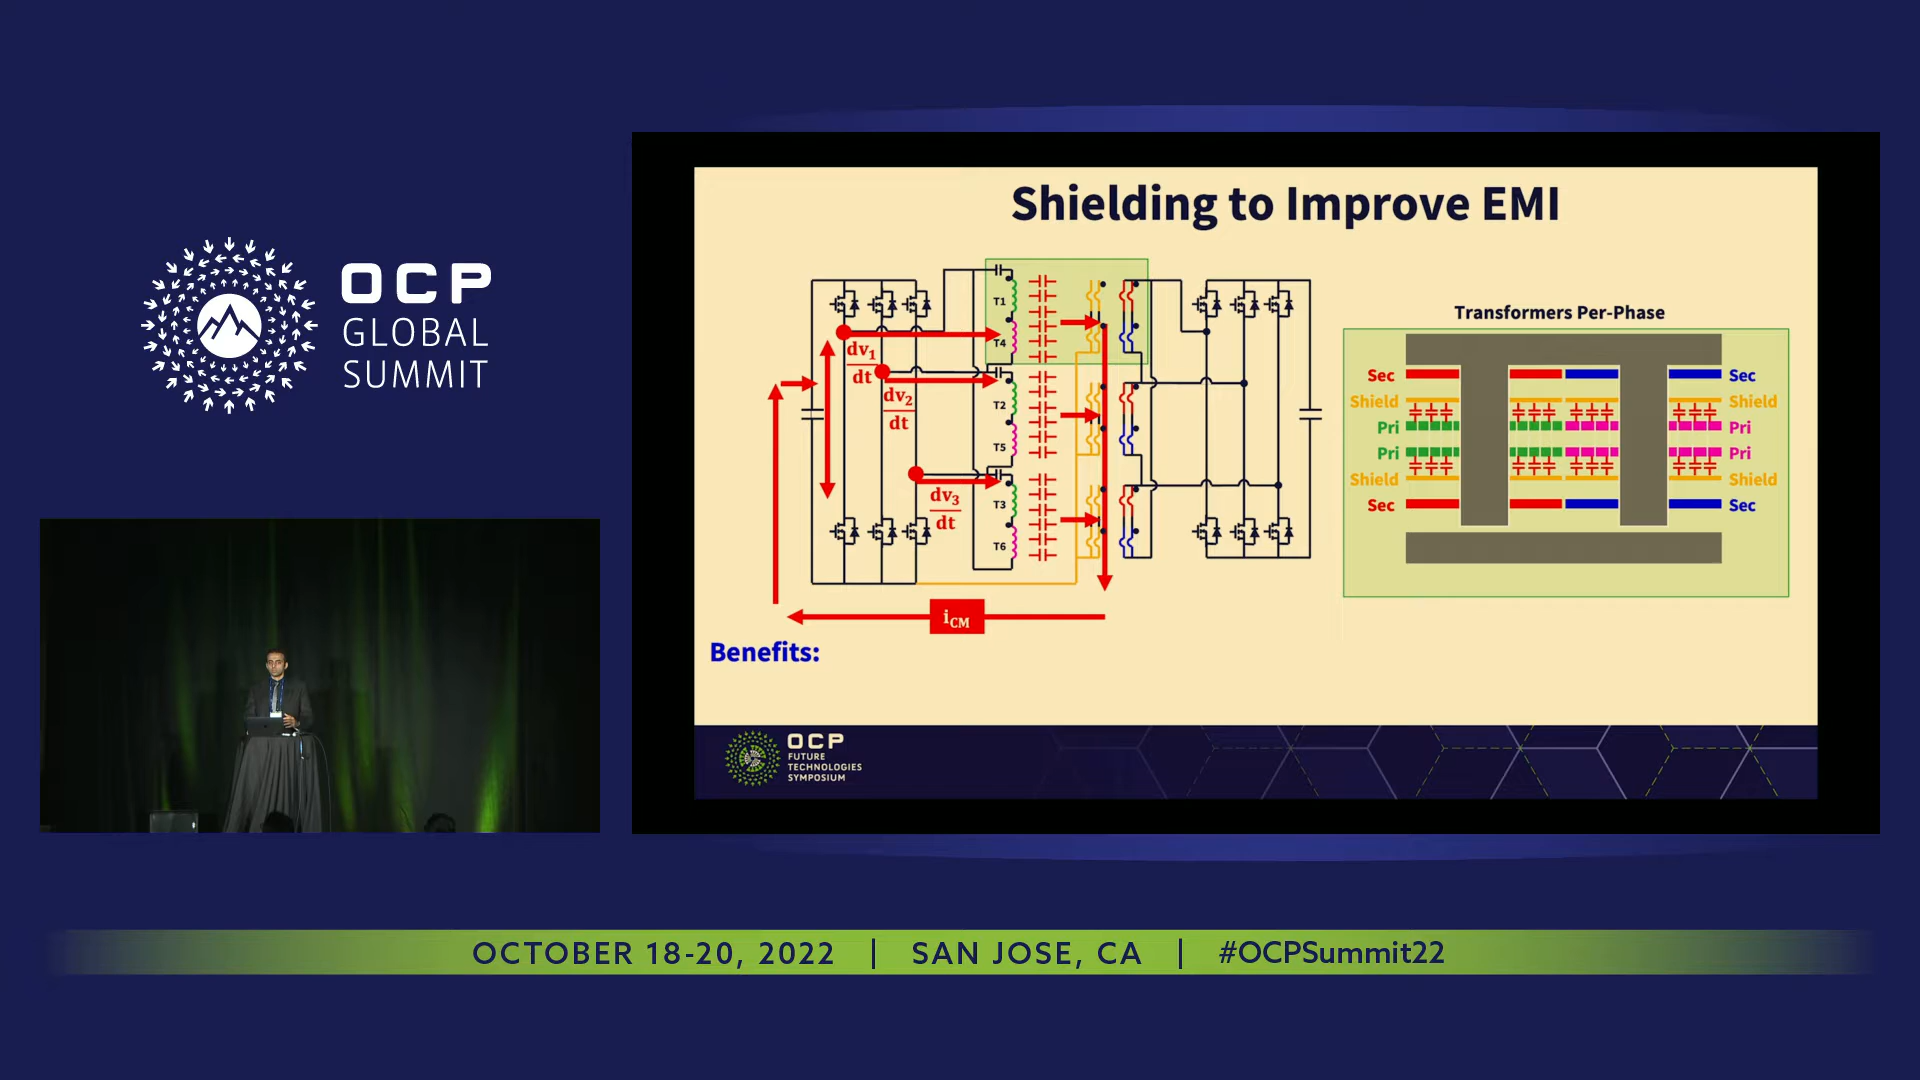 OCP
GLOBAL
SUMMIT
Shielding to Improve EMI
T1
T4
T2
T5
T3
T6
dv₁
dt
dv₂
dt
dv₃
dt
i_CM
Benefits:
Transformers Per-Phase
Sec Sec
Shield Shield
Pri Pri
Pri Pri
Shield Shield
Sec Sec
OCP
FUTURE
TECHNOLOGIES
SYMPOSIUM
OCTOBER 18-20, 2022 | SAN JOSE, CA | #OCPSummit22